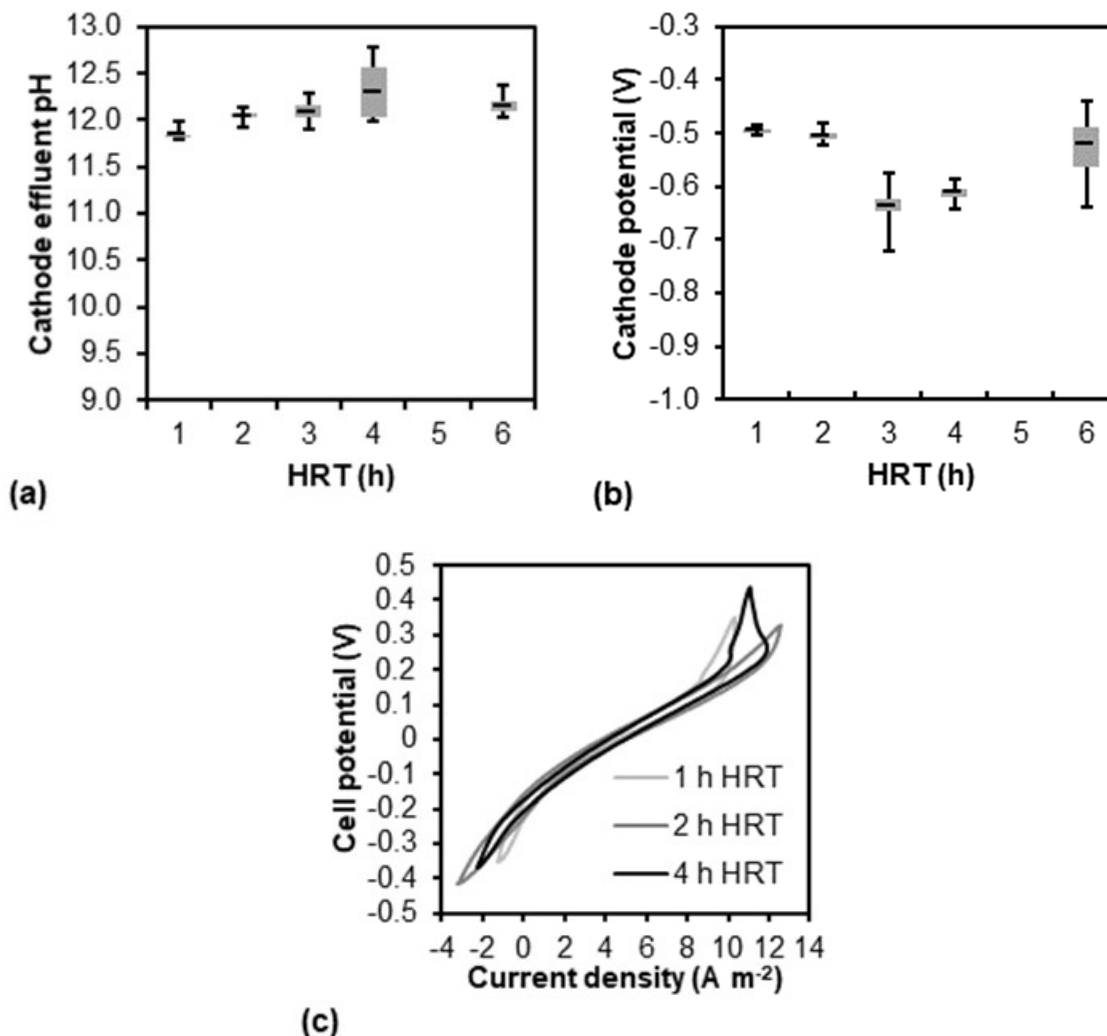 13.0
12.5
12.0
11.5
11.0
10.5
10.0
9.5
9.0
Cathode effluent pH
1 2 3 4 5 6
HRT (h)
(a)
-0.3
-0.4
-0.5
-0.6
-0.7
-0.8
-0.9
-1.0
Cathode potential (V)
1 2 3 4 5 6
HRT (h)
(b)
0.5
0.4
0.3
0.2
0.1
0
-0.1
-0.2
-0.3
-0.4
-0.5
Cell potential (V)
1 h HRT
2 h HRT
4 h HRT
-4 -2 0 2 4 6 8 10 12 14
Current density (A m⁻²)
(c)